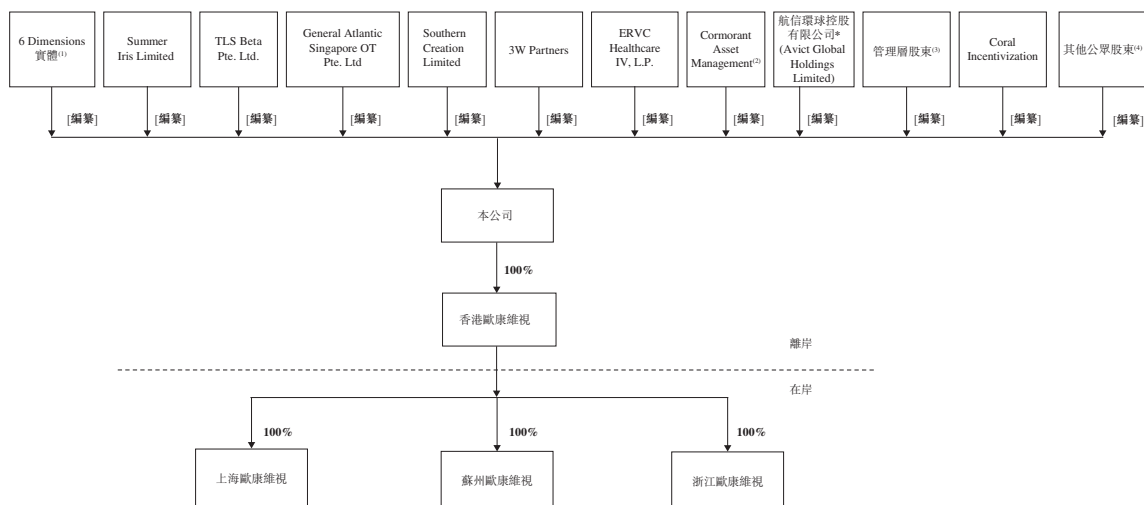 6 Dimensions
實體(1)
Summer
Iris Limited
TLS Beta
Pte. Ltd.
General Atlantic
Singapore OT
Pte. Ltd
Southern
Creation
Limited
3W Partners
ERVC
Healthcare
IV, L.P.
Cormorant
Asset
Management(2)
航信環球控股
有限公司*
(Avict Global
Holdings
Limited)
管理層股東(3)
Coral
Incentivization
其他公眾股東(4)
[編纂]
[編纂]
[編纂]
[編纂]
[編纂]
[編纂]
[編纂]
[編纂]
[編纂]
[編纂]
[編纂]
[編纂]
本公司
100%
香港歐康維視
離岸
在岸
100%
100%
100%
上海歐康維視
蘇州歐康維視
浙江歐康維視